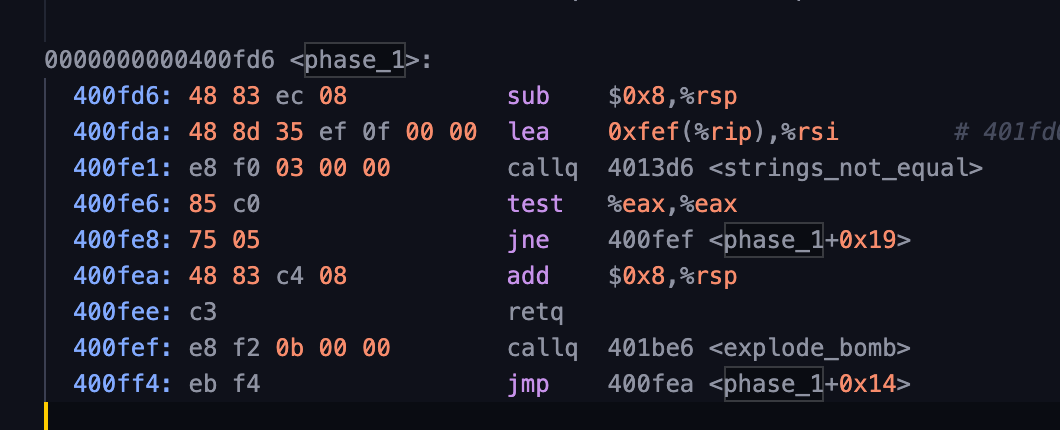 0000000000400fd6 <phase_1>:
400fd6: 48 83 ec 08 sub $0x8,%rsp
400fda: 48 8d 35 ef 0f 00 00 lea 0xfef(%rip),%rsi #
400fe1: e8 f0 03 00 00 callq 4013d6 <strings_not_equal>
400fe6: 85 c0 test %eax,%eax
400fe8: 75 05 jne 400fef <phase_1+0x19>
400fea: 48 83 c4 08 add $0x8,%rsp
400fee: c3 retq
400fef: e8 f2 0b 00 00 callq 401be6 <explode_bomb>
400ff4: eb f4 jmp 400fea <phase_1+0x14>